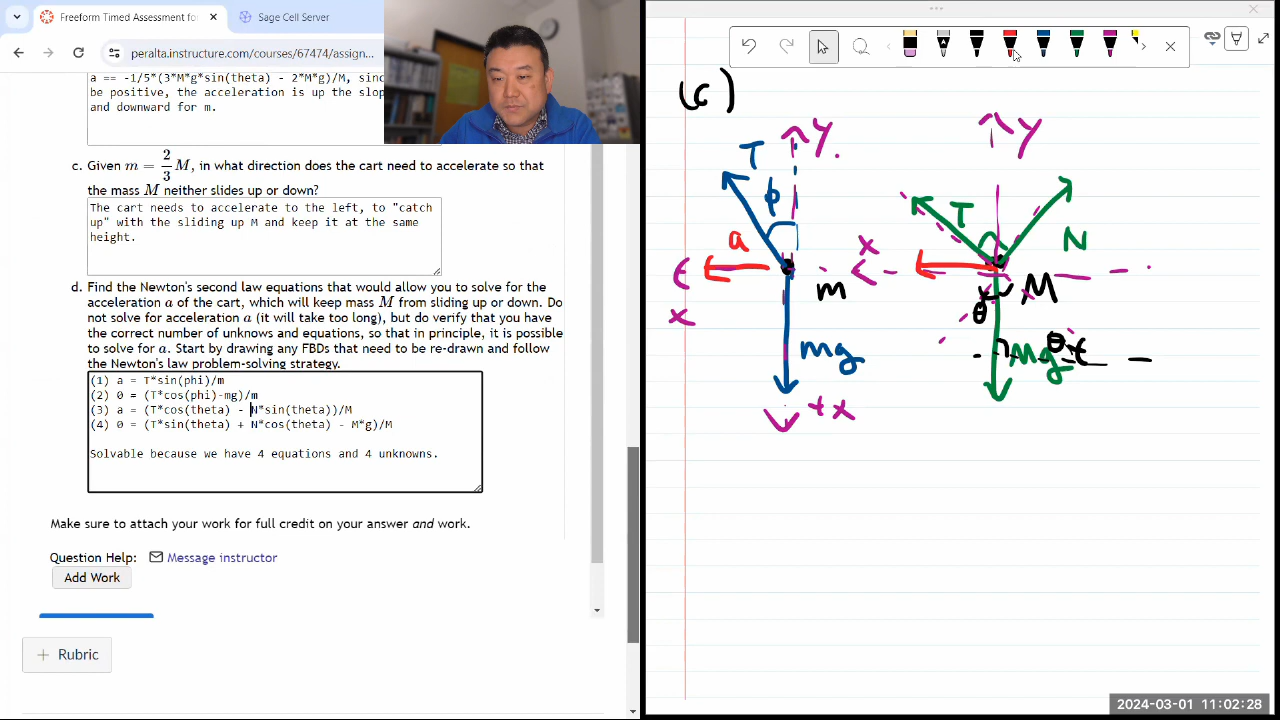 Freeform Timed Assessment for
Sage Cell Server
peralta.instructure.com/courses/
4/assign
a == -1/5*(3*M*g*sin(theta) - 2*M*g)/M, sinc
be positive, the acceleration is up the slop
and downward for m.
c. Given m = 2/3 M, in what direction does the cart need to accelerate so that
the mass M neither slides up or down?
The cart needs to accelerate to the left, to "catch
up" with the sliding up M and keep it at the same
height.
d. Find the Newton's second law equations that would allow you to solve for the
acceleration a of the cart, which will keep mass M from sliding up or down. Do
not solve for acceleration a (it will take too long), but do verify that you have
the correct number of unknowns and equations, so that in principle, it is possible
to solve for a. Start by drawing any FBDs that need to be re-drawn and follow
the newton's law problem-solving steps!
(1) a = T*sin(phi)/m
(2) 0 = (T*cos(phi)-mg)/m
(3) a = (T*cos(theta) - N*sin(theta))/M
(4) 0 = (T*sin(theta) + N*cos(theta) - M*g)/M
Solvable because we have 4 equations and 4 unknowns.
Make sure to attach your work for full credit on your answer and work.
Question Help: Message instructor
Add Work
+ Rubric
(c)
y
T
ϕ
a
x
m
mg
+x
y
T
N
x
M
θ
Mg
θ
2024-03-01 11:02:28